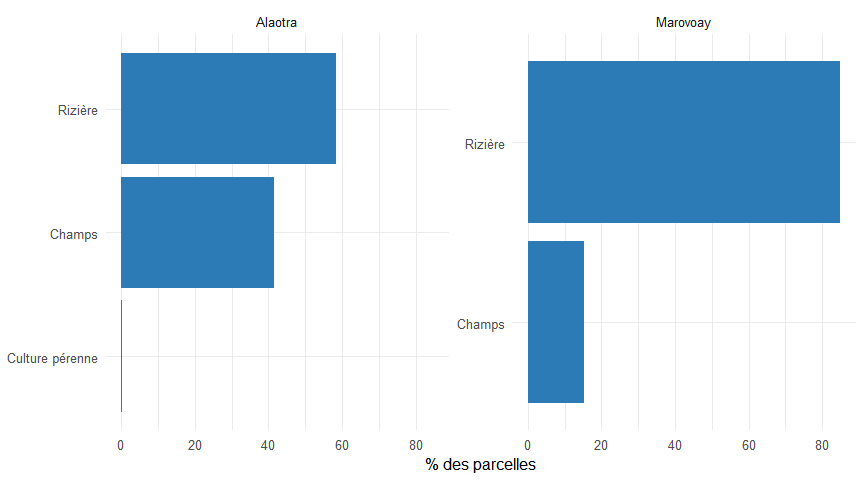 Alaotra
Marovoay
Rizière
Champs
Culture pérenne
0 20 40 60 80
Rizière
Champs
0 20 40 60 80
% des parcelles